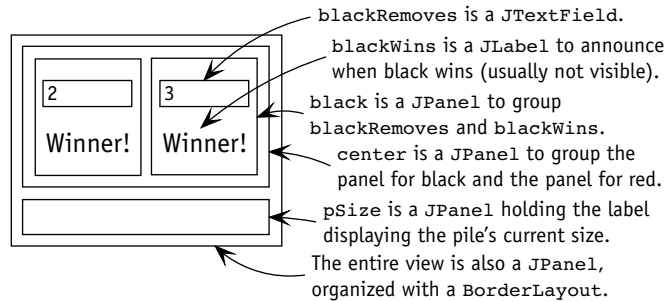 blackRemoves is a JTextField.
blackWins is a JLabel to announce
when black wins (usually not visible).
2
3
black is a JPanel to group
blackRemoves and blackWins.
Winner!
Winner!
center is a JPanel to group the
panel for black and the panel for red.
pSize is a JPanel holding the label
displaying the pile’s current size.
The entire view is also a JPanel,
organized with a BorderLayout.